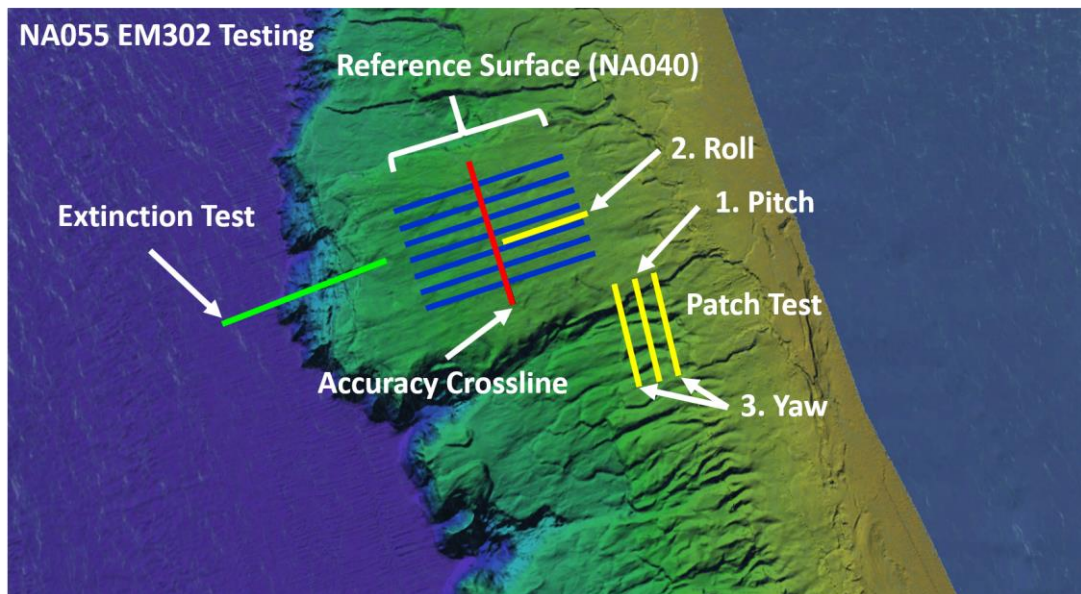 NA055 EM302 Testing
Reference Surface (NA040)
2. Roll
1. Pitch
Extinction Test
Patch Test
Accuracy Crossline
3. Yaw